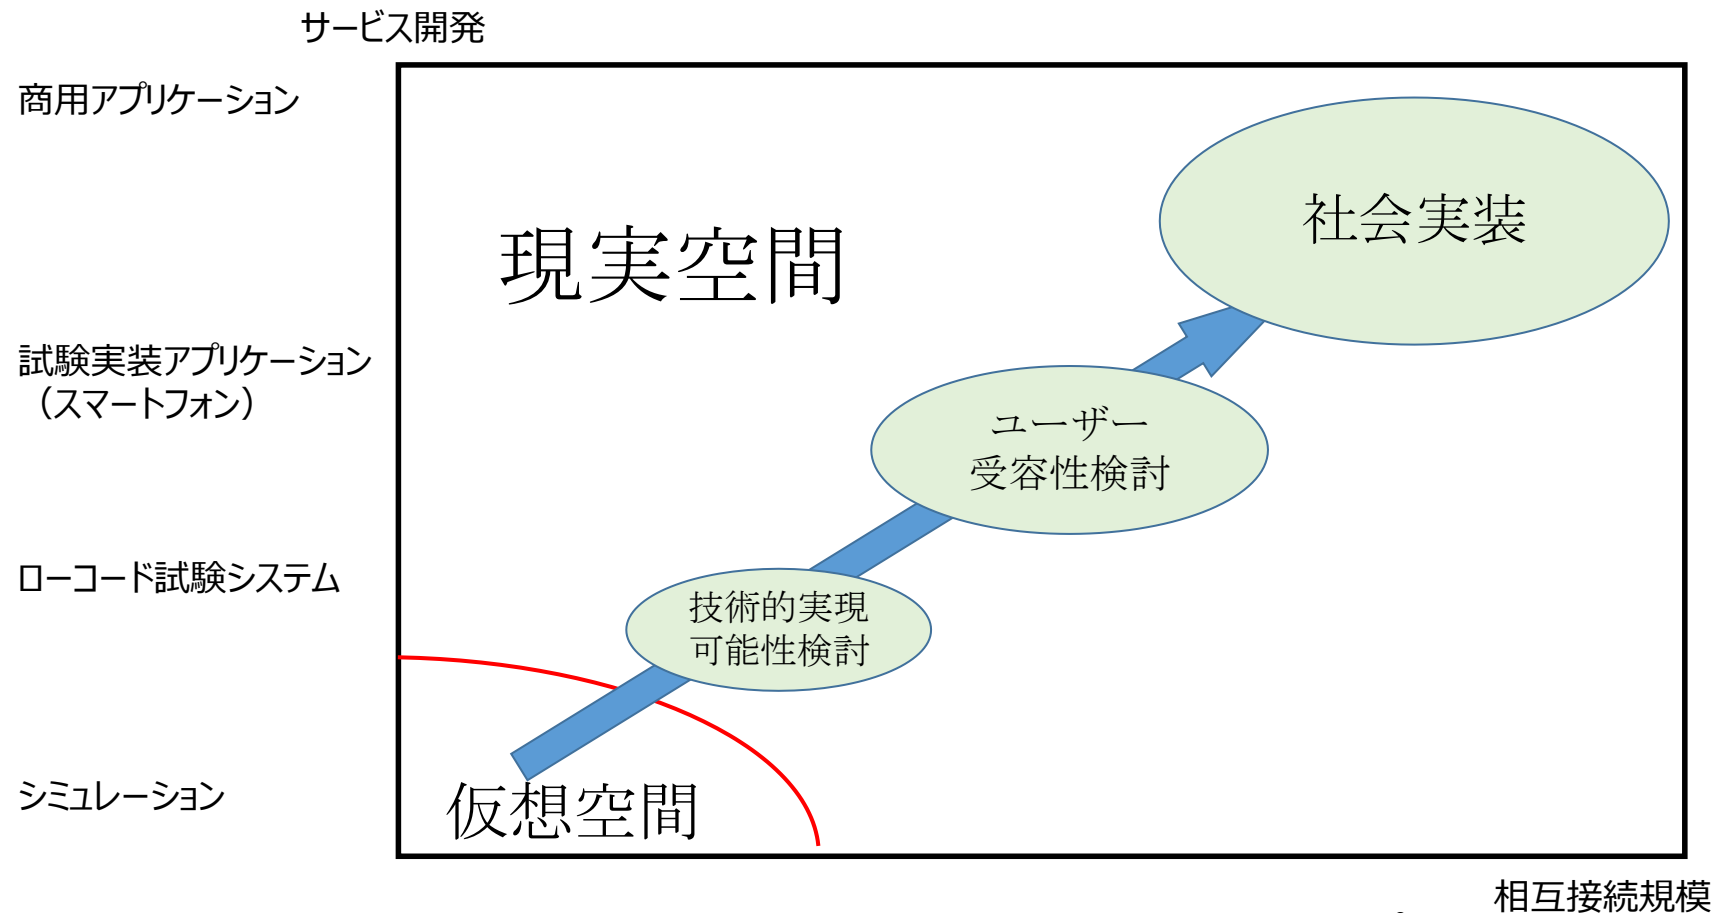 サービス開発
商用アプリケーション
社会実装
現実空間
試験実装アプリケーション
（スマートフォン）
ユーザー
受容性検討
ローコード試験システム
技術的実現
可能性検討
シミュレーション
仮想空間
相互接続規模